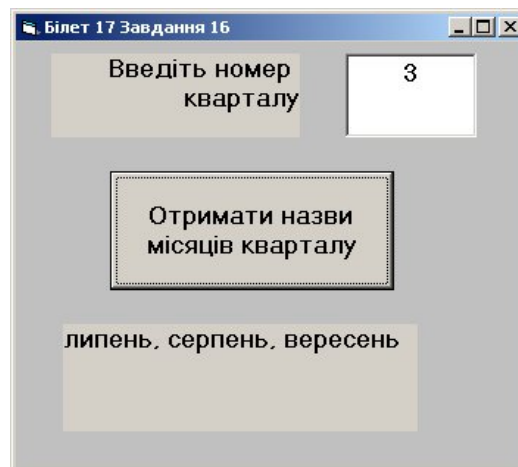 Білет 17 Завдання 16
Введіть номер
кварталу
3
Отримати назви
місяців кварталу
липень, серпень, вересень